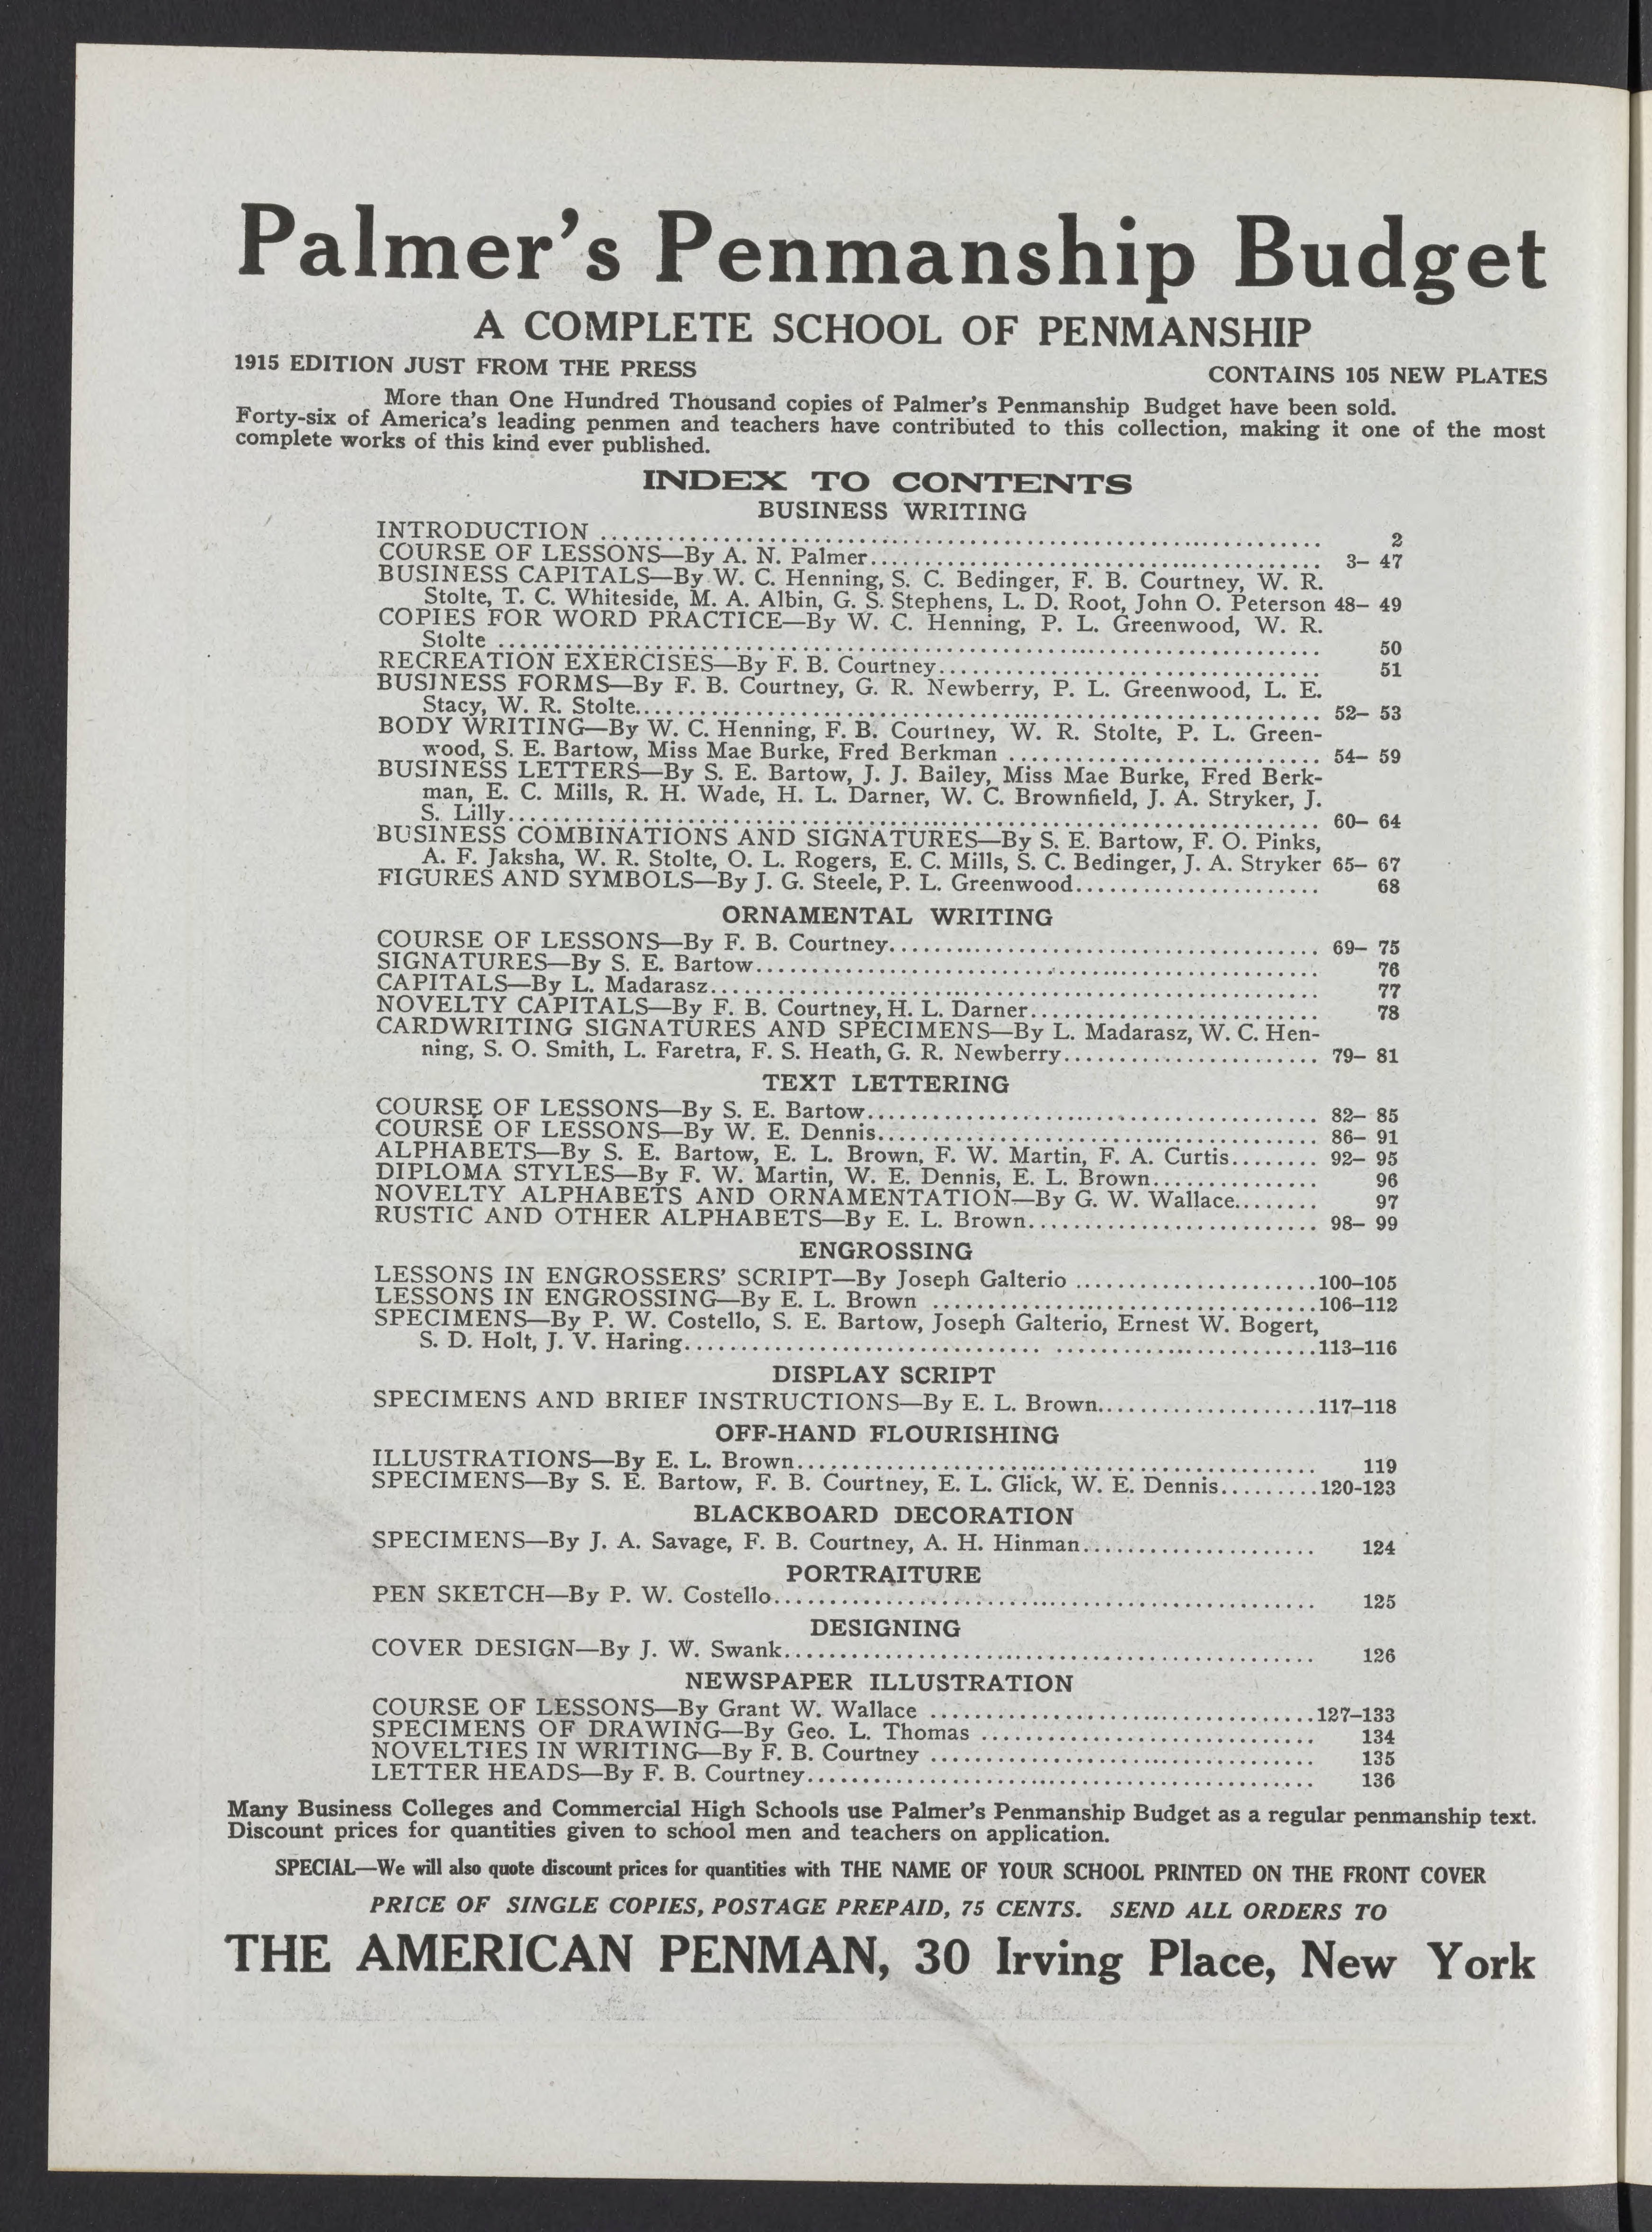 Palmer's Penmanship Budget
A COMPLETE SCHOOL OF PENMANSHIP
1915 EDITION JUST FROM THE PRESS CONTAINS 105 NEW PLATES
More than One Hundred Thousand copies of Palmer's Penmanship Budget have been sold.
Forty-six of America's leading penmen and teachers have contributed to this collection, making it one of the most
complete works of this kind ever published.
INDEX TO CONTENTS
BUSINESS WRITING
INTRODUCTION ........ 2
COURSE OF LESSONS—By A. N. Palmer........ 3– 47
BUSINESS CAPITALS—By W. C. Henning, S. C. Bedinger, F. B. Courtney, W. R.
Stolte, T. C. Whiteside, M. A. Albin, G. S. Stephens, L. D. Root, John O. Peterson 48– 49
COPIES FOR WORD PRACTICE—By W. C. Henning, P. L. Greenwood, W. R.
Stolte ........ 50
RECREATION EXERCISES—By F. B. Courtney........ 51
BUSINESS FORMS—By F. B. Courtney, G. R. Newberry, P. L. Greenwood, L. E.
Stacy, W. R. Stolte........ 52– 53
BODY WRITING—By W. C. Henning, F. B. Courtney, W. R. Stolte, P. L. Green-
wood, S. E. Bartow, Miss Mae Burke, Fred Berkman ........ 54– 59
BUSINESS LETTERS—By S. E. Bartow, J. J. Bailey, Miss Mae Burke, Fred Berk-
man, E. C. Mills, R. H. Wade, H. L. Darner, W. C. Brownfield, J. A. Stryker, J.
S. Lilly........ 60– 64
BUSINESS COMBINATIONS AND SIGNATURES—By S. E. Bartow, F. O. Pinks,
A. F. Jaksha, W. R. Stolte, O. L. Rogers, E. C. Mills, S. C. Bedinger, J. A. Stryker 65– 67
FIGURES AND SYMBOLS—By J. G. Steele, P. L. Greenwood........ 68
ORNAMENTAL WRITING
COURSE OF LESSONS—By F. B. Courtney........ 69– 75
SIGNATURES—By S. E. Bartow........ 76
CAPITALS—By L. Madarasz........ 77
NOVELTY CAPITALS—By F. B. Courtney, H. L. Darner........ 78
CARDWRITING SIGNATURES AND SPECIMENS—By L. Madarasz, W. C. Hen-
ning, S. O. Smith, L. Faretra, F. S. Heath, G. R. Newberry........ 79– 81
TEXT LETTERING
COURSE OF LESSONS—By S. E. Bartow........ 82– 85
COURSE OF LESSONS—By W. E. Dennis........ 86– 91
ALPHABETS—By S. E. Bartow, E. L. Brown, F. W. Martin, F. A. Curtis........ 92– 95
DIPLOMA STYLES—By F. W. Martin, W. E. Dennis, E. L. Brown........ 96
NOVELTY ALPHABETS AND ORNAMENTATION—By G. W. Wallace........ 97
RUSTIC AND OTHER ALPHABETS—By E. L. Brown........ 98– 99
ENGROSSING
LESSONS IN ENGROSSERS' SCRIPT—By Joseph Galterio ........100–105
LESSONS IN ENGROSSING—By E. L. Brown ........106–112
SPECIMENS—By P. W. Costello, S. E. Bartow, Joseph Galterio, Ernest W. Bogert,
S. D. Holt, J. V. Haring........113–116
DISPLAY SCRIPT
SPECIMENS AND BRIEF INSTRUCTIONS—By E. L. Brown........117–118
OFF-HAND FLOURISHING
ILLUSTRATIONS—By E. L. Brown........ 119
SPECIMENS—By S. E. Bartow, F. B. Courtney, E. L. Glick, W. E. Dennis........120-123
BLACKBOARD DECORATION
SPECIMENS—By J. A. Savage, F. B. Courtney, A. H. Hinman........ 124
PORTRAITURE
PEN SKETCH—By P. W. Costello........ 125
DESIGNING
COVER DESIGN—By J. W. Swank........ 126
NEWSPAPER ILLUSTRATION
COURSE OF LESSONS—By Grant W. Wallace ........127–133
SPECIMENS OF DRAWING—By Geo. L. Thomas ........ 134
NOVELTIES IN WRITING—By F. B. Courtney ........ 135
LETTER HEADS—By F. B. Courtney........ 136
Many Business Colleges and Commercial High Schools use Palmer's Penmanship Budget as a regular penmanship text.
Discount prices for quantities given to school men and teachers on application.
SPECIAL—We will also quote discount prices for quantities with THE NAME OF YOUR SCHOOL PRINTED ON THE FRONT COVER
PRICE OF SINGLE COPIES, POSTAGE PREPAID, 75 CENTS. SEND ALL ORDERS TO
THE AMERICAN PENMAN, 30 Irving Place, New York